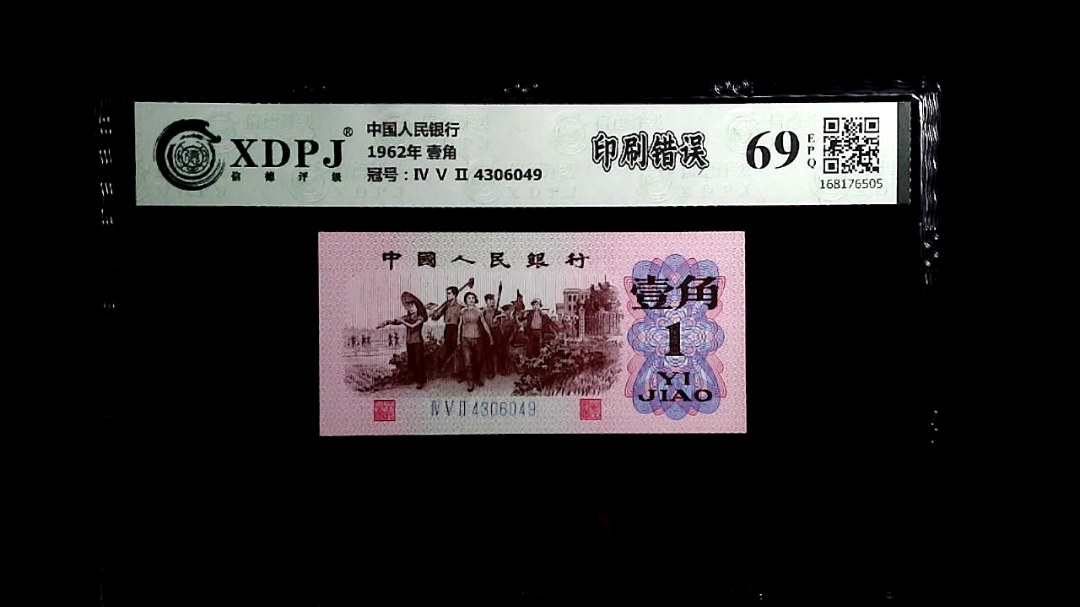 XDPJ®
信德评级
中国人民银行
1962年 壹角
冠号：Ⅳ Ⅴ Ⅱ 4306049
印刷错误
69
EPQ
168176505
中國人民銀行
壹角
1
YI
JIAO
Ⅳ Ⅴ Ⅱ 4306049